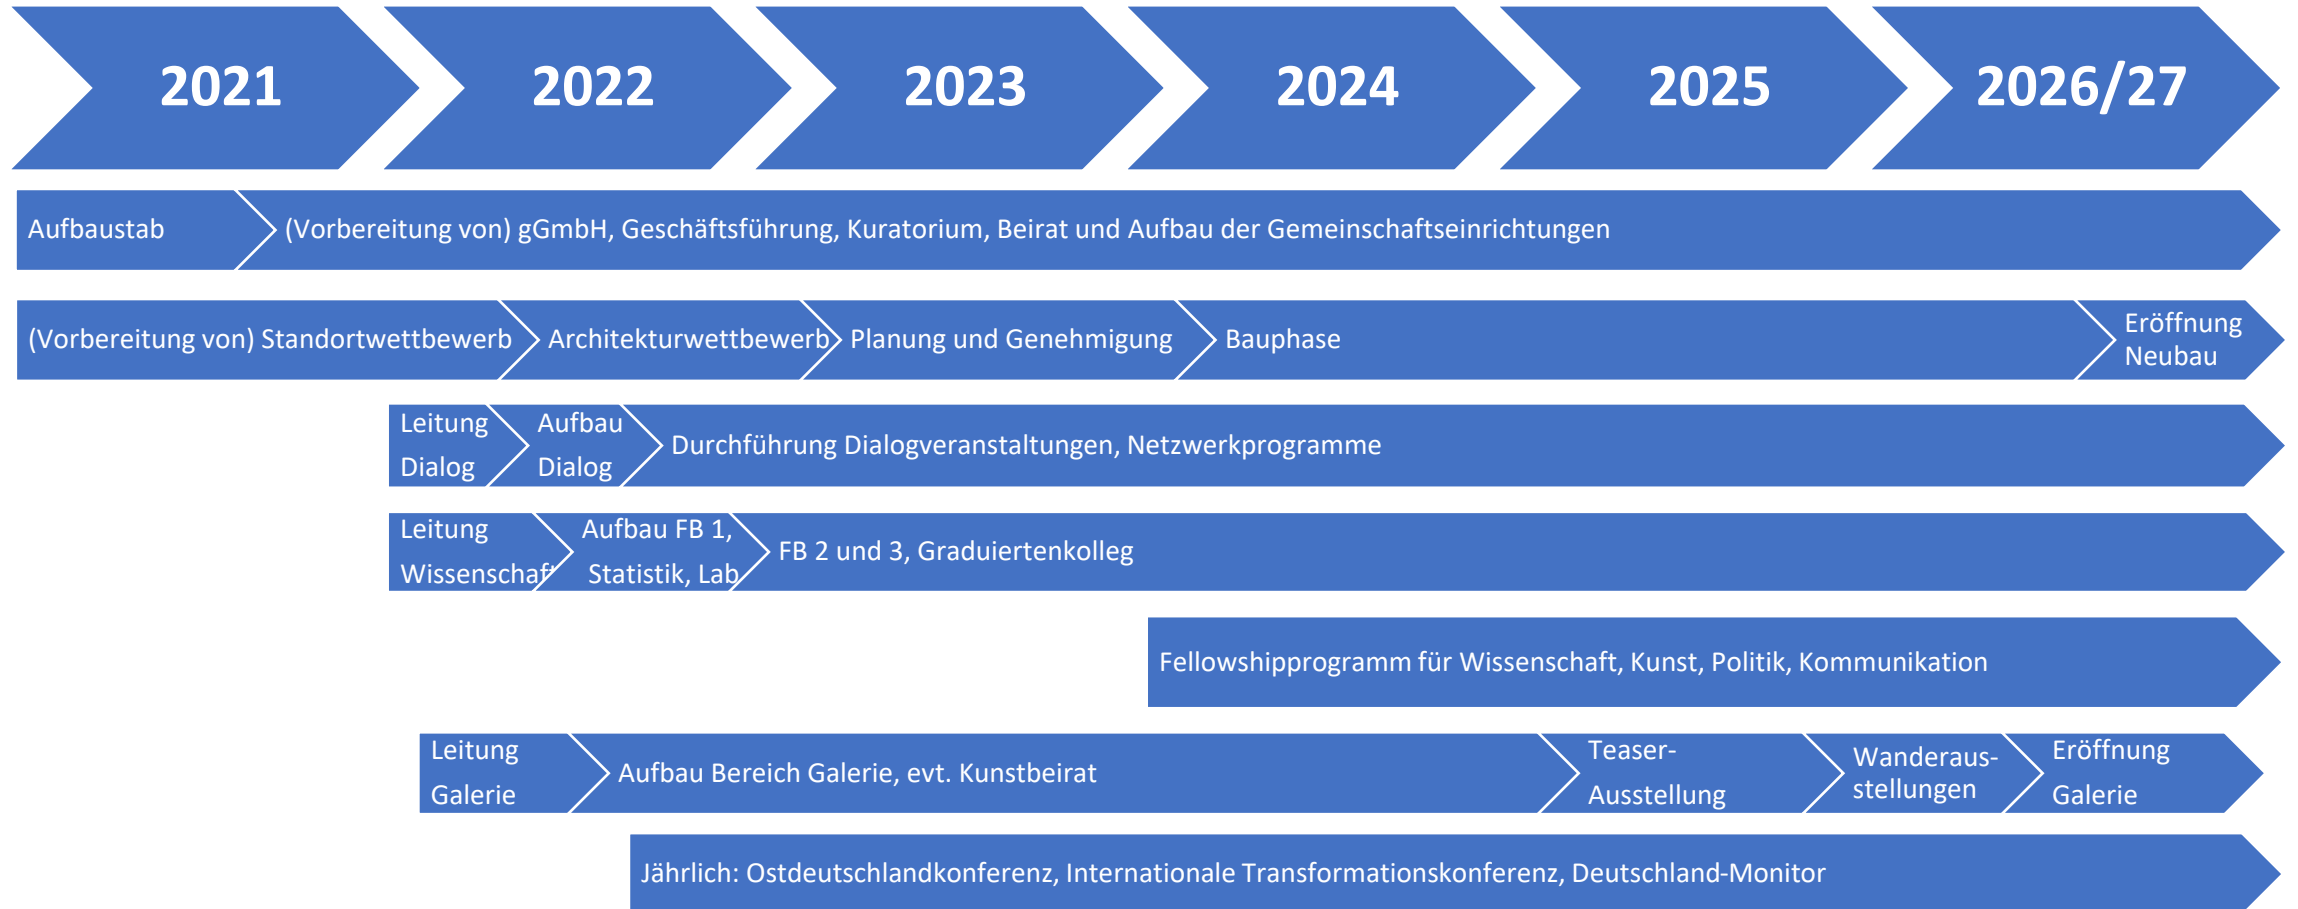 2021
2022
2023
2024
2025
2026/27
Aufbaustab
(Vorbereitung von) gGmbH, Geschäftsführung, Kuratorium, Beirat und Aufbau der Gemeinschaftseinrichtungen
(Vorbereitung von) Standortwettbewerb
Architekturwettbewerb
Planung und Genehmigung
Bauphase
Eröffnung
Neubau
Leitung
Dialog
Aufbau
Dialog
Durchführung Dialogveranstaltungen, Netzwerkprogramme
Leitung
Wissenschaft
Aufbau FB 1,
Statistik, Lab
FB 2 und 3, Graduiertenkolleg
Fellowshipprogramm für Wissenschaft, Kunst, Politik, Kommunikation
Leitung
Galerie
Aufbau Bereich Galerie, evt. Kunstbeirat
Teaser-
Ausstellung
Wanderaus-
stellungen
Eröffnung
Galerie
Jährlich: Ostdeutschlandkonferenz, Internationale Transformationskonferenz, Deutschland-Monitor